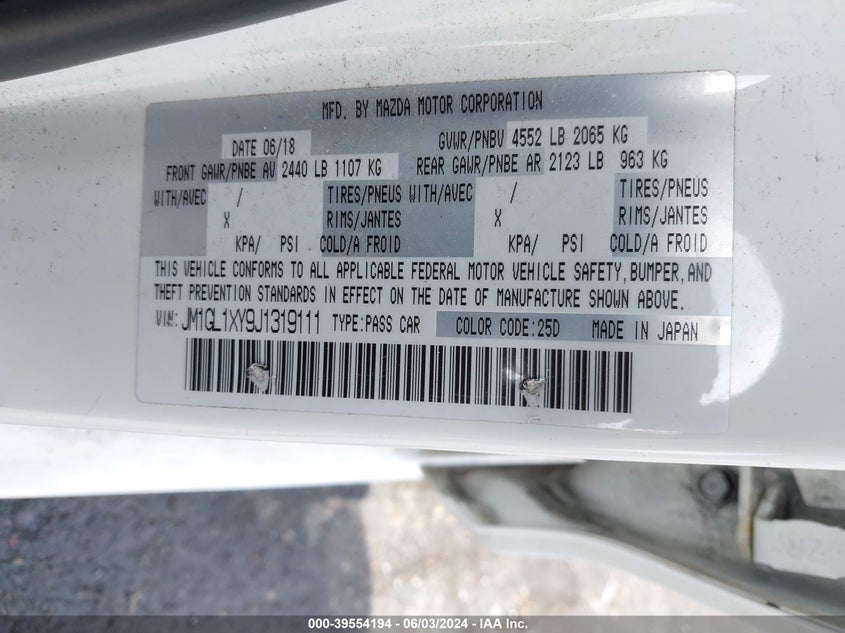 MFD. BY MAZDA MOTOR CORPORATION
DATE 06/18 GVWR/PNBV 4552 LB 2065 KG
FRONT GAWR/PNBE AV 2440 LB 1107 KG REAR GAWR/PNBE AR 2123 LB 963 KG
WITH/AVEC / TIRES/PNEUS WITH/AVEC / TIRES/PNEUS
X RIMS/JANTES X RIMS/JANTES
KPA/ PSI COLD/A FROID KPA/ PSI COLD/A FROID
THIS VEHICLE CONFORMS TO ALL APPLICABLE FEDERAL MOTOR VEHICLE SAFETY, BUMPER, AND
THEFT PREVENTION STANDARDS IN EFFECT ON THE DATE OF MANUFACTURE SHOWN ABOVE.
VIN: JM1GL1XY9J1319111 TYPE:PASS CAR COLOR CODE:25D MADE IN JAPAN
000-39554194 - 06/03/2024 - IAA Inc.